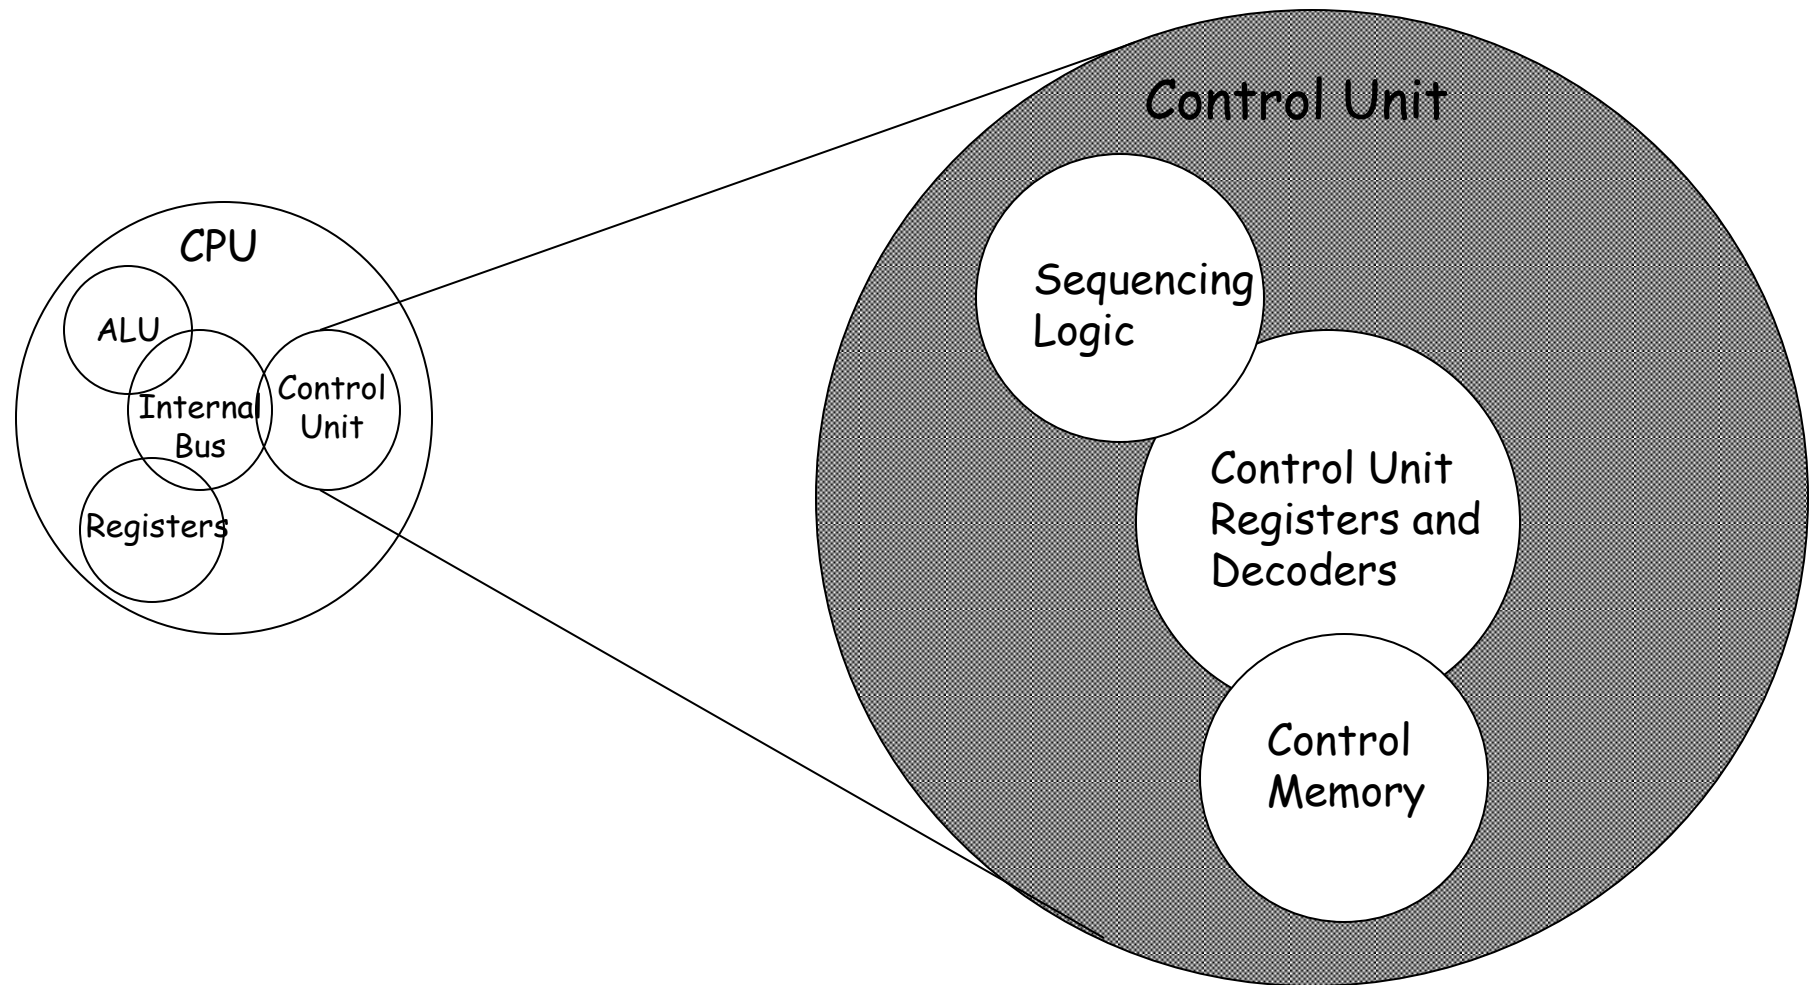 CPU
ALU
Internal
Bus
Control
Unit
Registers
Control Unit
Sequencing
Logic
Control Unit
Registers and
Decoders
Control
Memory